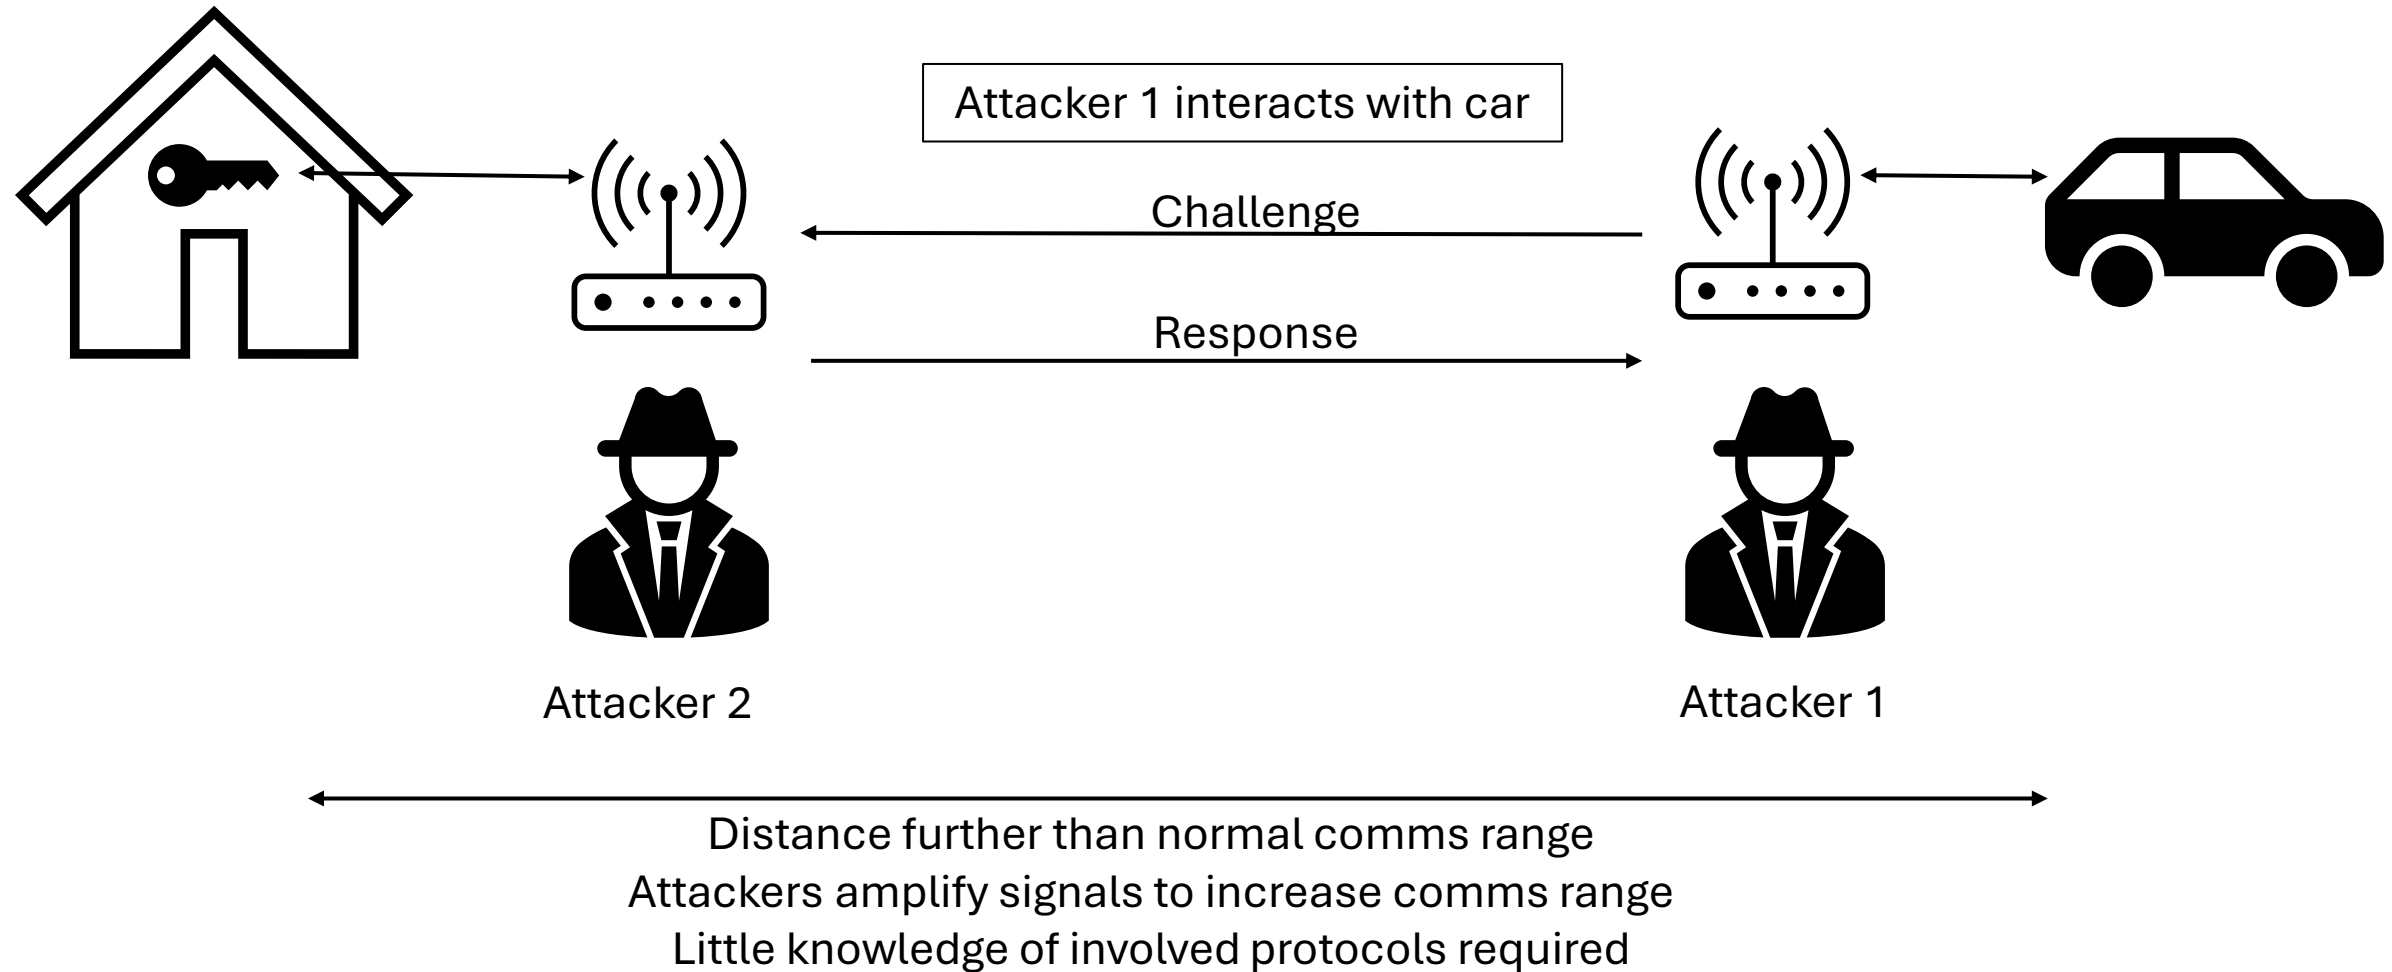 Attacker 1 interacts with car
Challenge
Response
Attacker 2
Attacker 1
Distance further than normal comms range
Attackers amplify signals to increase comms range
Little knowledge of involved protocols required